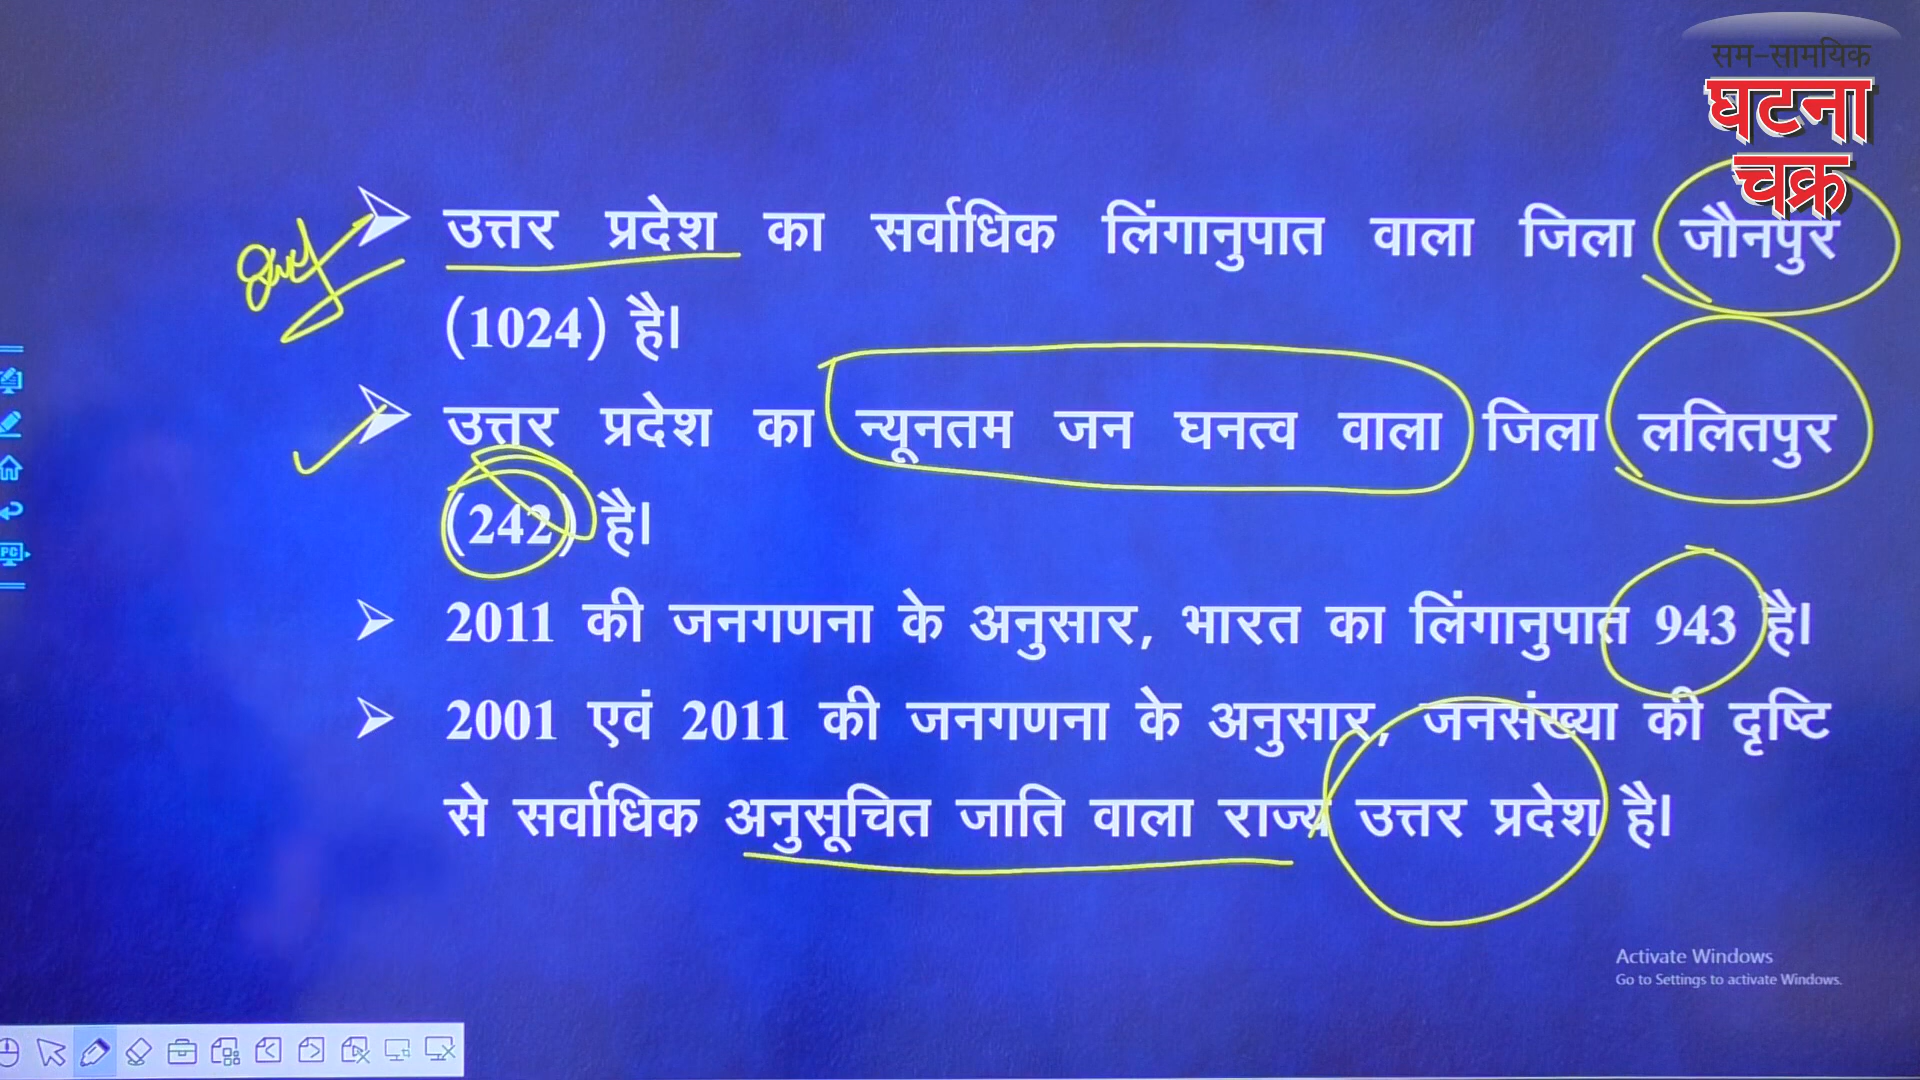 सम-सामयिक
घटना
चक्र
उत्तर प्रदेश का सर्वाधिक लिंगानुपात वाला जिला जौनपुर
(1024) है।
उत्तर प्रदेश का न्यूनतम जन घनत्व वाला जिला ललितपुर
(242) है।
2011 की जनगणना के अनुसार, भारत का लिंगानुपात 943 है।
2001 एवं 2011 की जनगणना के अनुसार, जनसंख्या की दृष्टि
से सर्वाधिक अनुसूचित जाति वाला राज्य उत्तर प्रदेश है।
PC
Activate Windows
Go to Settings to activate Windows.